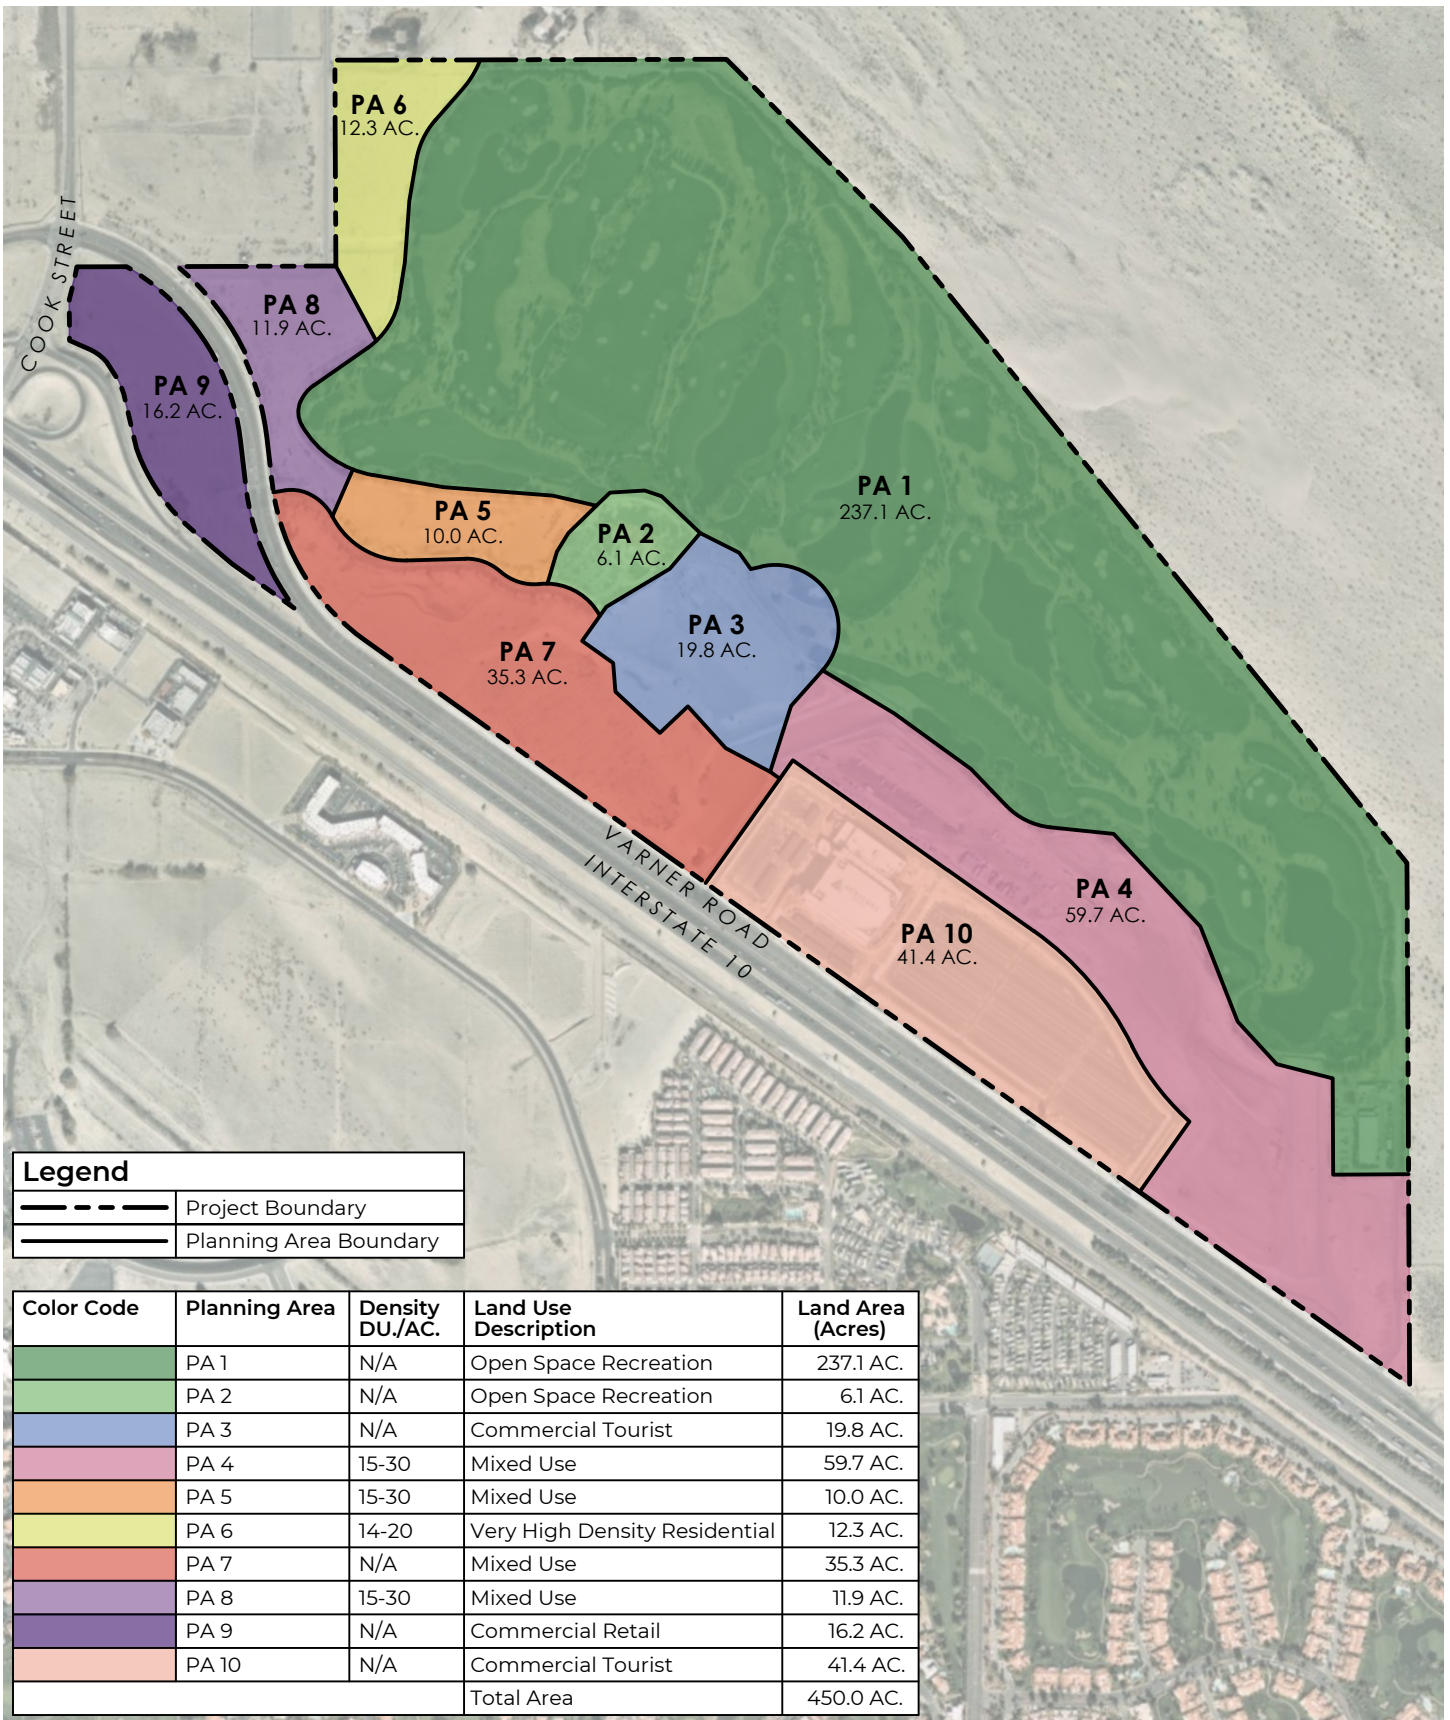 PA 6
12.3 AC.
COOK STREET
PA 8
11.9 AC.
PA 9
16.2 AC.
PA 1
237.1 AC.
PA 5
10.0 AC.
PA 2
6.1 AC.
PA 3
19.8 AC.
PA 7
35.3 AC.
VARNER ROAD
INTERSTATE 10
PA 4
59.7 AC.
PA 10
41.4 AC.
Legend
Project Boundary
Planning Area Boundary
Color Code Planning Area Density DU./AC. Land Use Description Land Area (Acres)
PA 1 N/A Open Space Recreation 237.1 AC.
PA 2 N/A Open Space Recreation 6.1 AC.
PA 3 N/A Commercial Tourist 19.8 AC.
PA 4 15-30 Mixed Use 59.7 AC.
PA 5 15-30 Mixed Use 10.0 AC.
PA 6 14-20 Very High Density Residential 12.3 AC.
PA 7 N/A Mixed Use 35.3 AC.
PA 8 15-30 Mixed Use 11.9 AC.
PA 9 N/A Commercial Retail 16.2 AC.
PA 10 N/A Commercial Tourist 41.4 AC.
Total Area 450.0 AC.